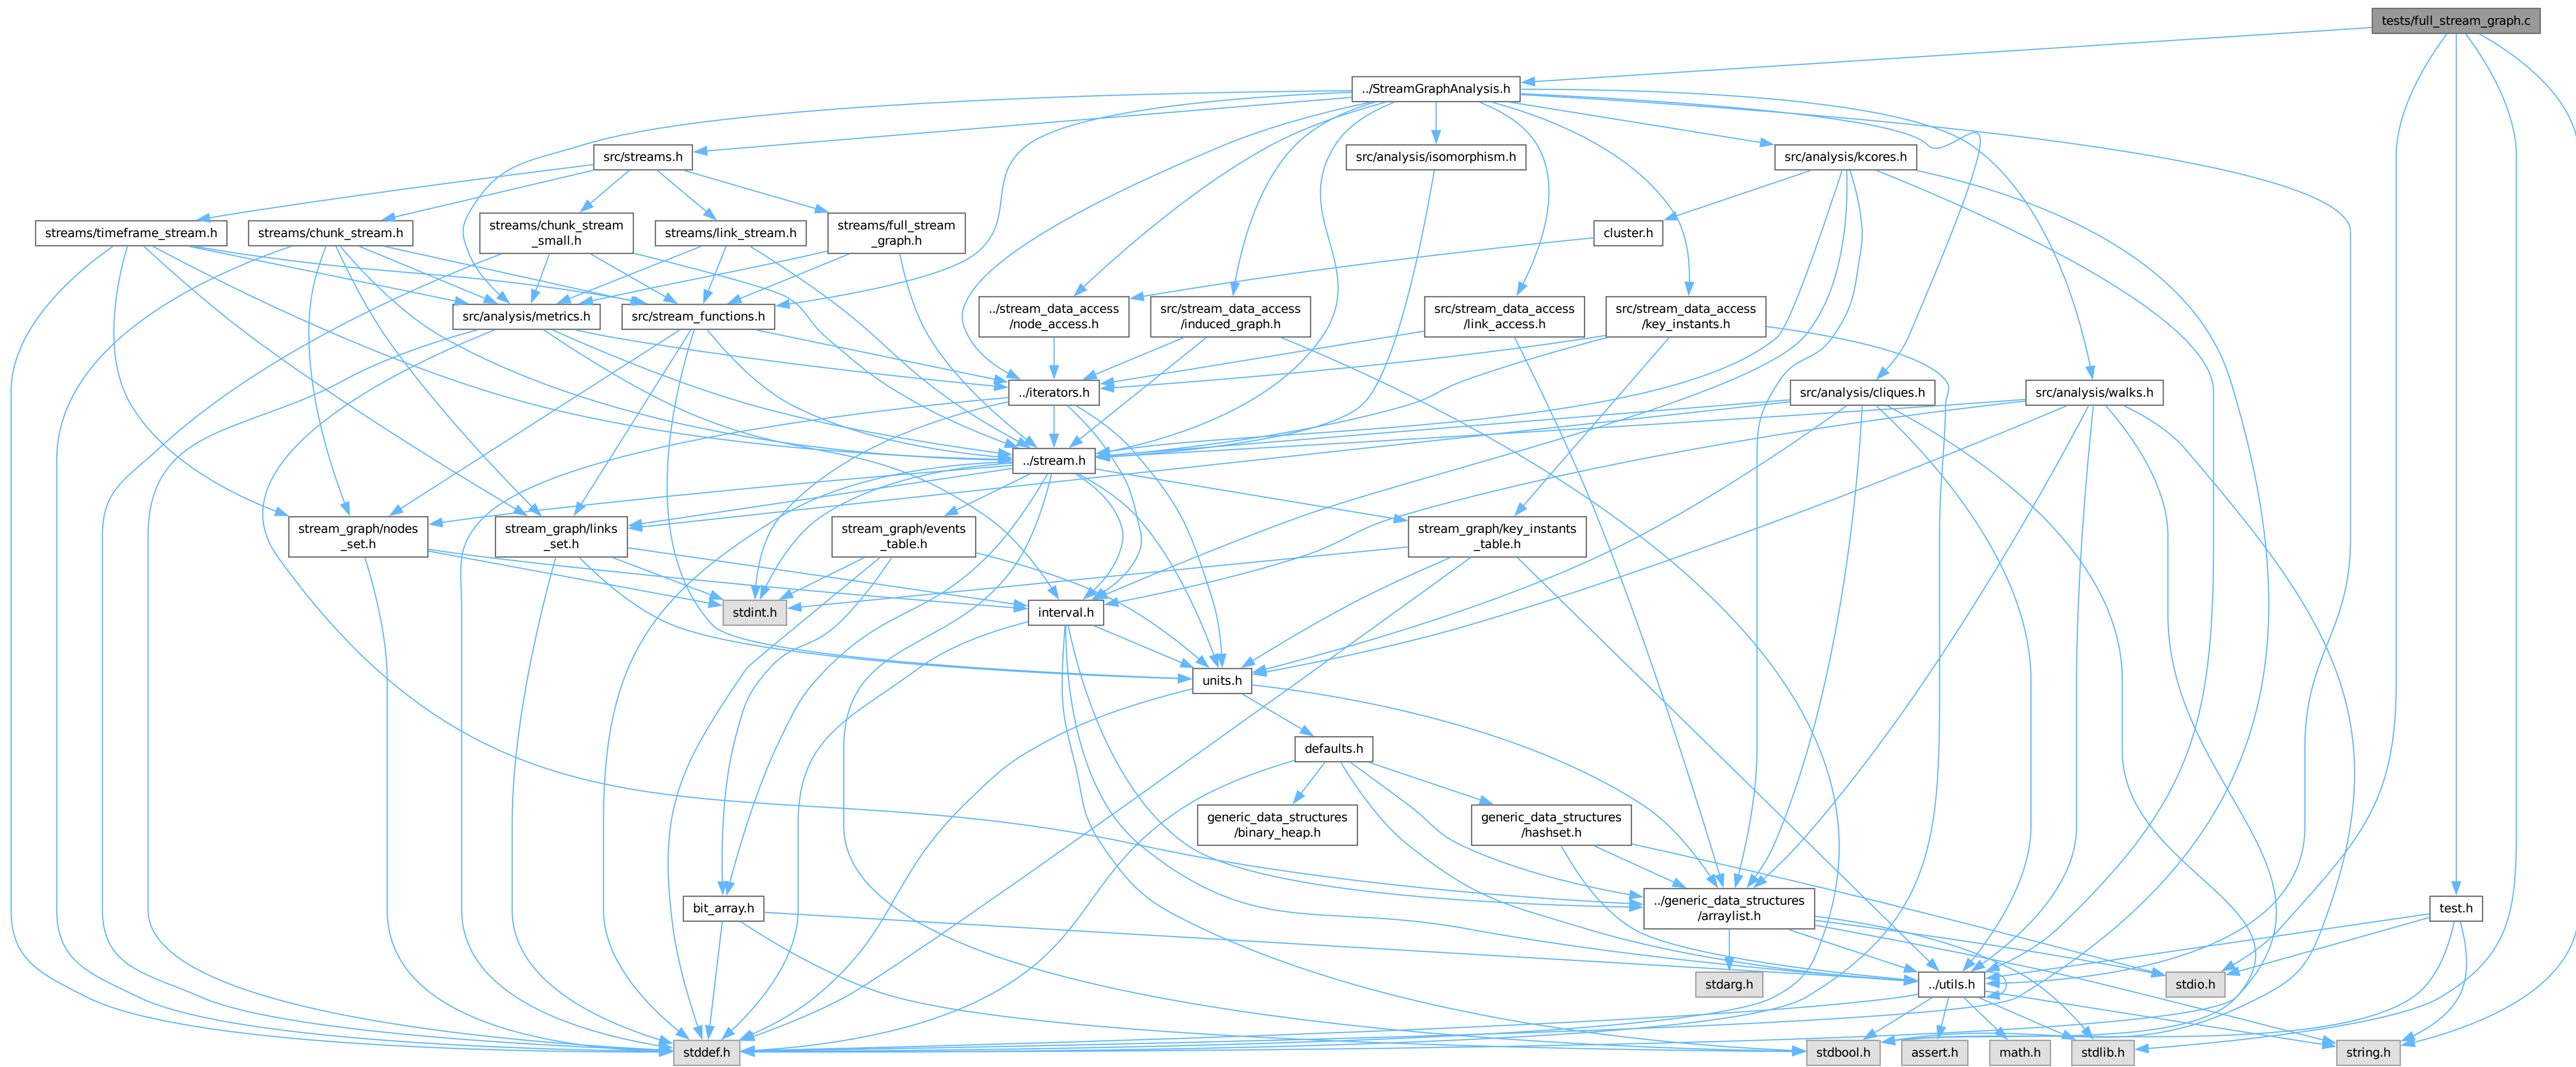 tests/full_stream_graph.c
../StreamGraphAnalysis.h
src/streams.h
src/analysis/isomorphism.h
src/analysis/kcores.h
streams/timeframe_stream.h
streams/chunk_stream.h
streams/chunk_stream
_small.h
streams/link_stream.h
streams/full_stream
_graph.h
cluster.h
src/analysis/metrics.h
src/stream_functions.h
../stream_data_access
/node_access.h
src/stream_data_access
/induced_graph.h
src/stream_data_access
/link_access.h
src/stream_data_access
/key_instants.h
../iterators.h
src/analysis/cliques.h
src/analysis/walks.h
../stream.h
stream_graph/nodes
_set.h
stream_graph/links
_set.h
stream_graph/events
_table.h
stream_graph/key_instants
_table.h
stdint.h
interval.h
units.h
defaults.h
generic_data_structures
/binary_heap.h
generic_data_structures
/hashset.h
bit_array.h
../generic_data_structures
/arraylist.h
test.h
stdarg.h
../utils.h
stdio.h
stddef.h
stdbool.h
assert.h
math.h
stdlib.h
string.h